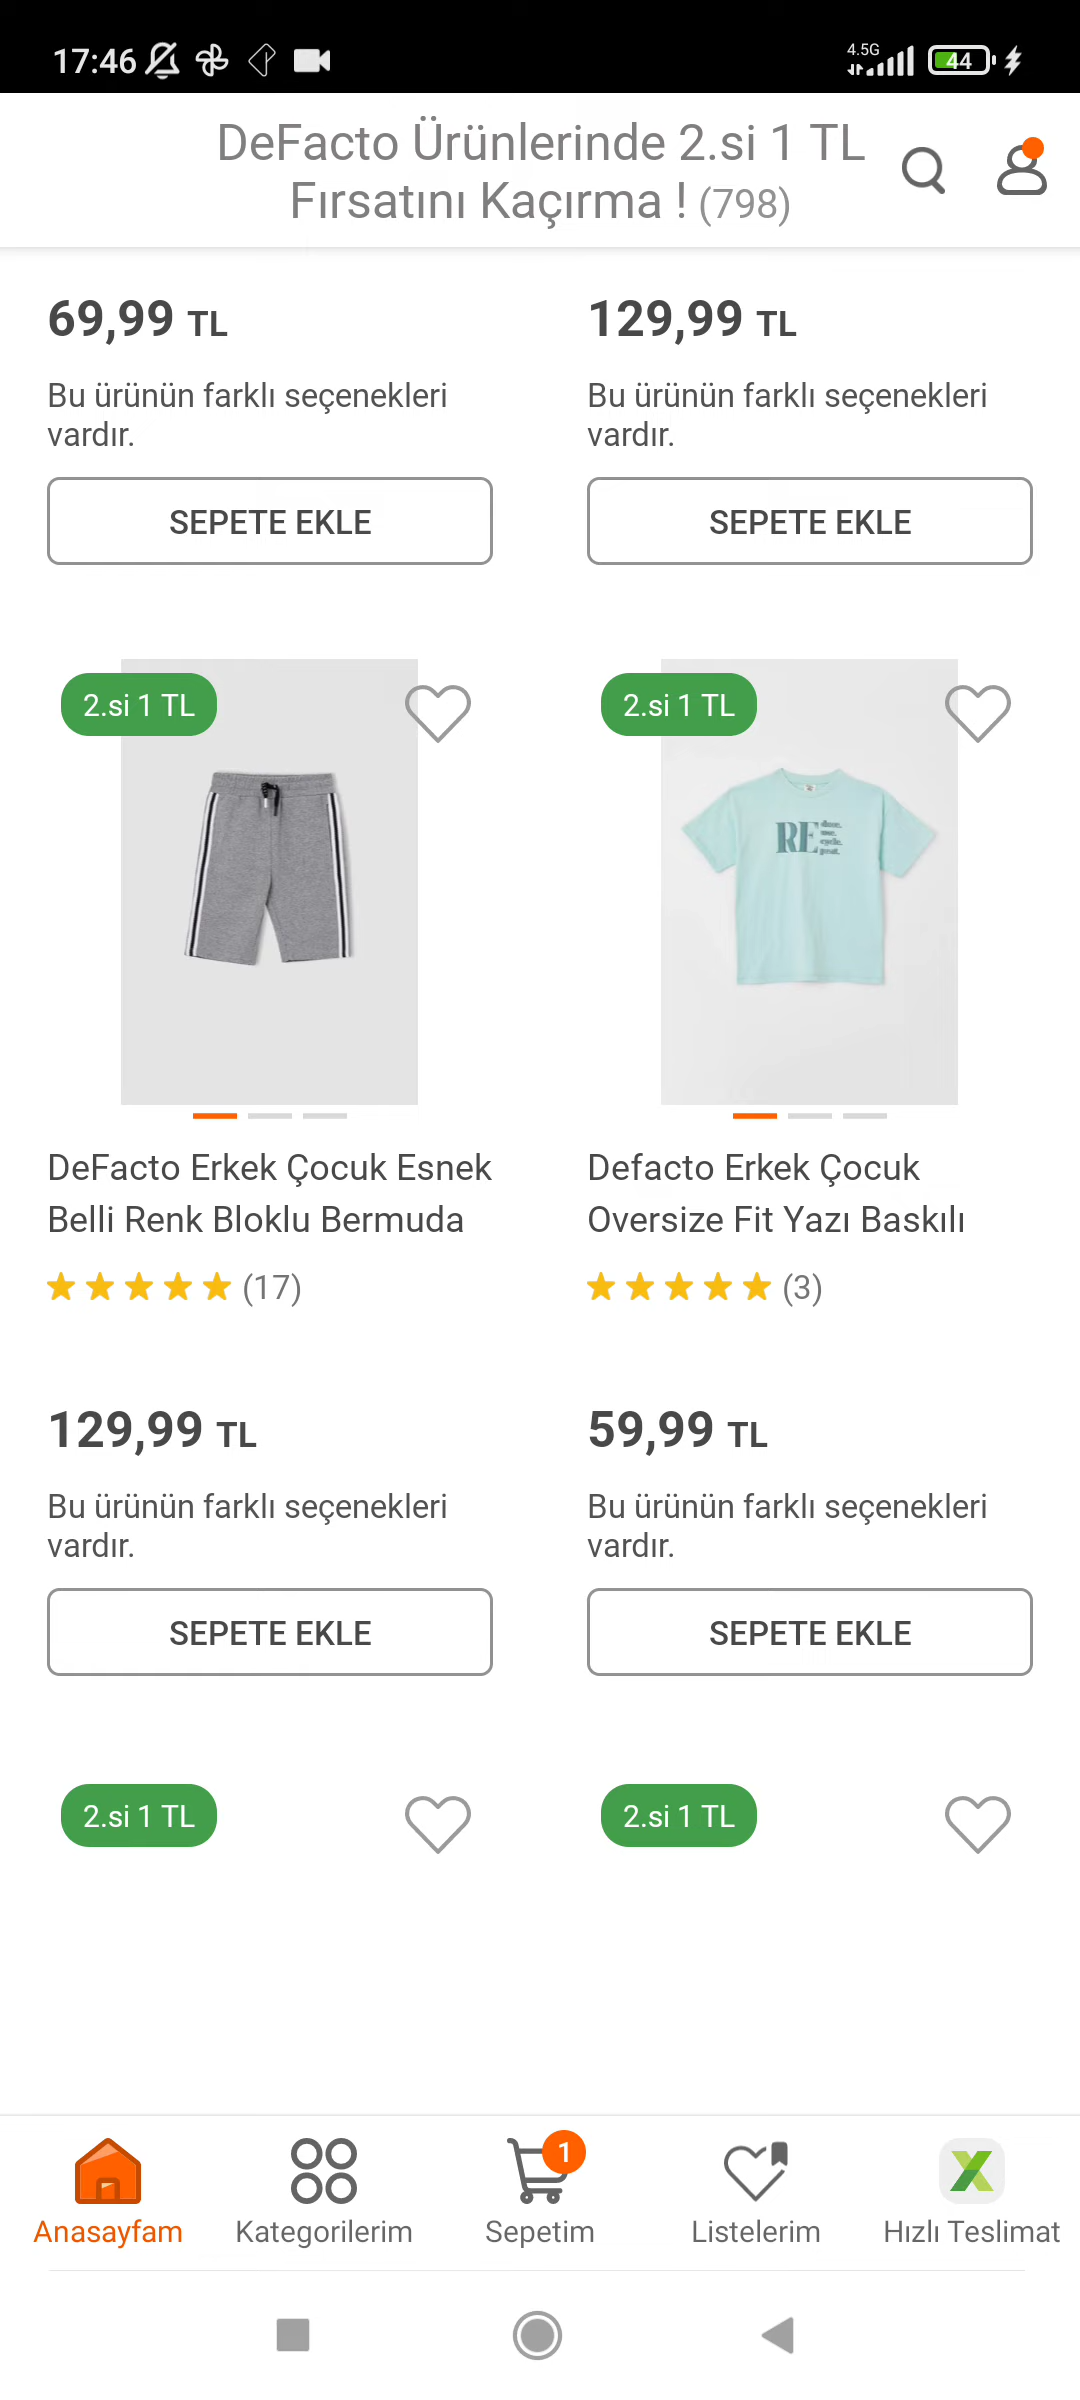 17:46
4.5G
44
DeFacto Ürünlerinde 2.si 1 TL
Fırsatını Kaçırma ! (798)
69,99 TL
129,99 TL
Bu ürünün farklı seçenekleri
vardır.
Bu ürünün farklı seçenekleri
vardır.
SEPETE EKLE
SEPETE EKLE
2.si 1 TL
2.si 1 TL
RE
DeFacto Erkek Çocuk Esnek
Belli Renk Bloklu Bermuda
Defacto Erkek Çocuk
Oversize Fit Yazı Baskılı
(17)
(3)
129,99 TL
59,99 TL
Bu ürünün farklı seçenekleri
vardır.
Bu ürünün farklı seçenekleri
vardır.
SEPETE EKLE
SEPETE EKLE
2.si 1 TL
2.si 1 TL
1
Anasayfam
Kategorilerim
Sepetim
Listelerim
Hızlı Teslimat